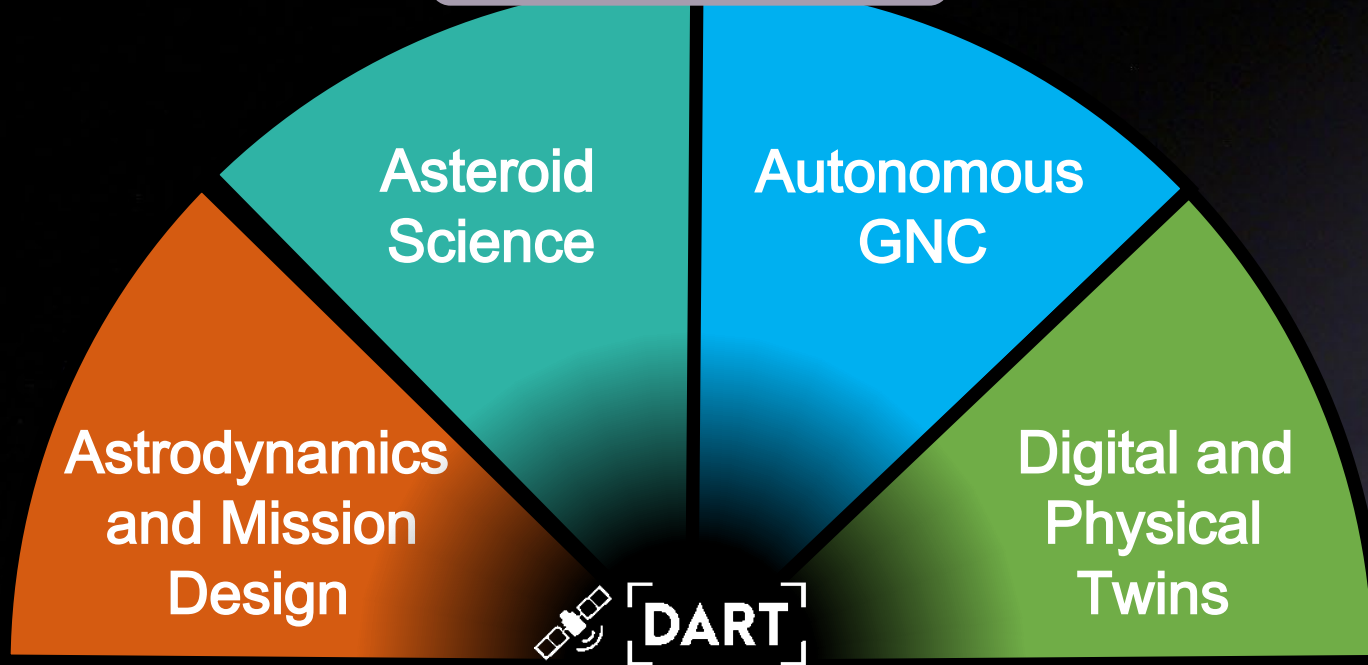 Asteroid
Science
Autonomous
GNC
Astrodynamics
and Mission
Design
Digital and
Physical
Twins
DART